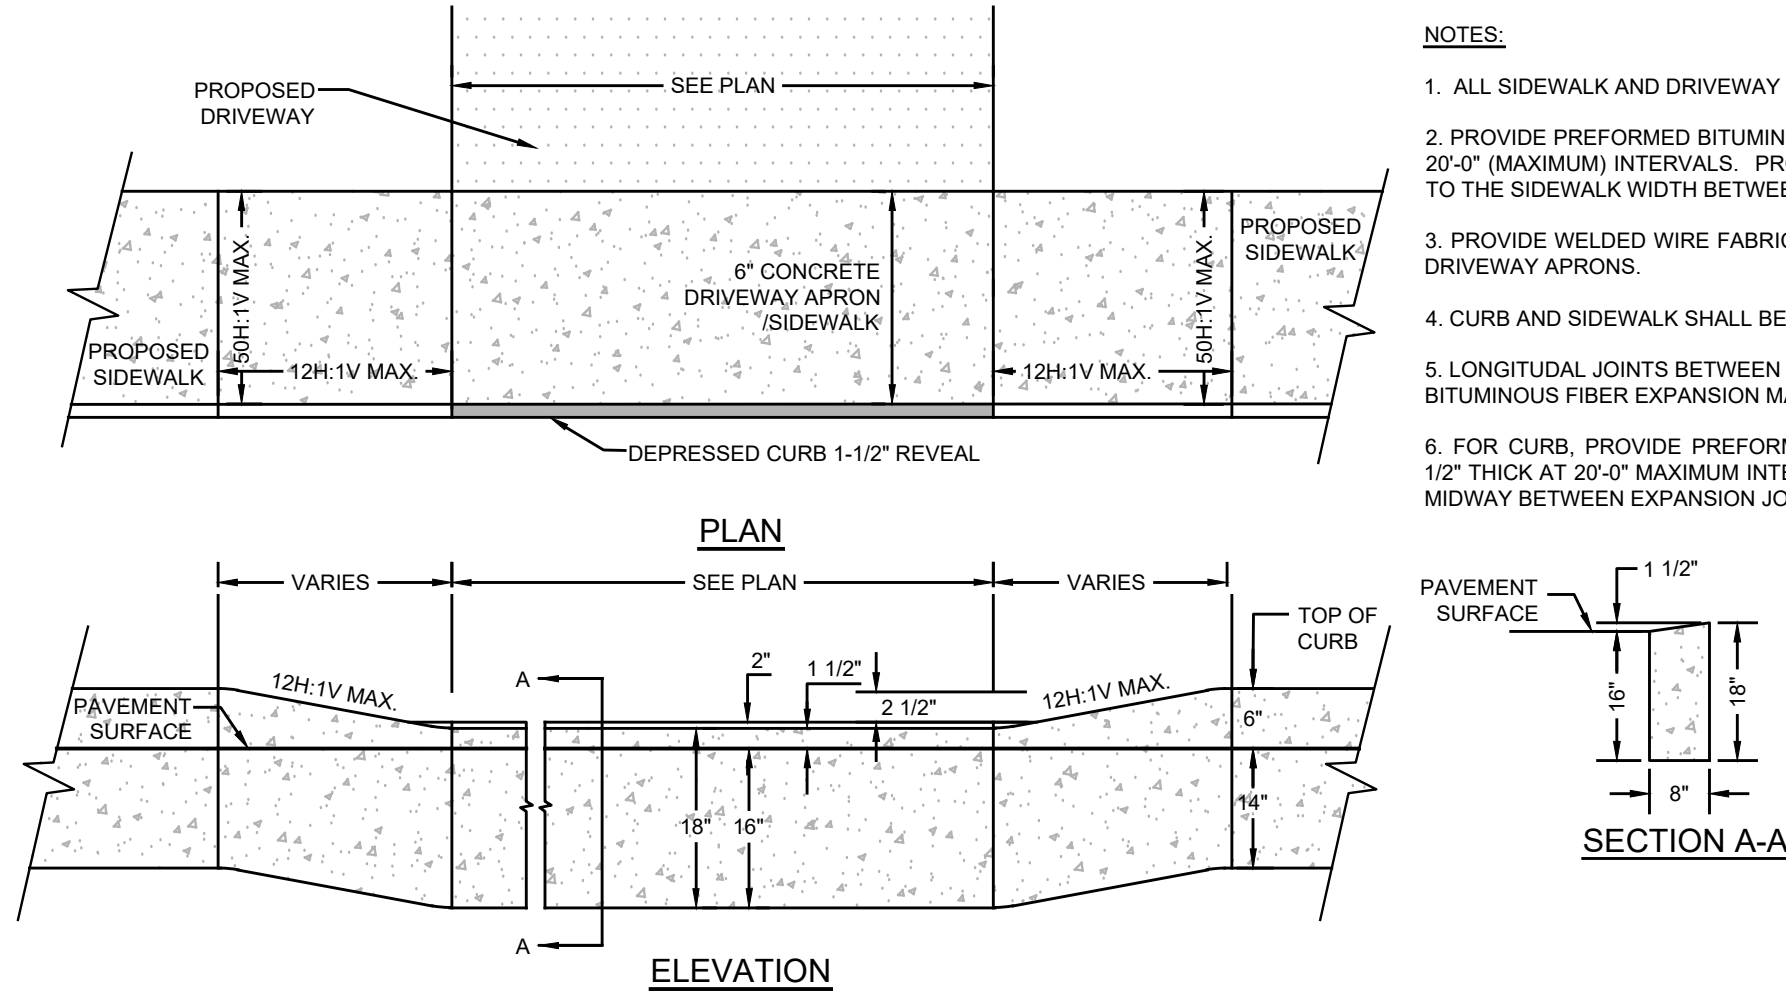 PROPOSED
DRIVEWAY
SEE PLAN
50H:1V MAX.
PROPOSED
SIDEWALK
12H:1V MAX.
6" CONCRETE
DRIVEWAY APRON
/SIDEWALK
12H:1V MAX.
50H:1V MAX.
PROPOSED
SIDEWALK
DEPRESSED CURB 1-1/2" REVEAL
PLAN
NOTES:
1. ALL SIDEWALK AND DRIVEWAY
2. PROVIDE PREFORMED BITUMIN
20'-0" (MAXIMUM) INTERVALS. PRO
TO THE SIDEWALK WIDTH BETWEE
3. PROVIDE WELDED WIRE FABRIC
DRIVEWAY APRONS.
4. CURB AND SIDEWALK SHALL BE
5. LONGITUDAL JOINTS BETWEEN
BITUMINOUS FIBER EXPANSION MA
6. FOR CURB, PROVIDE PREFORM
1/2" THICK AT 20'-0" MAXIMUM INTE
MIDWAY BETWEEN EXPANSION JO
VARIES
SEE PLAN
VARIES
TOP OF
CURB
12H:1V MAX.
A
2"
1 1/2"
2 1/2"
12H:1V MAX.
6"
PAVEMENT
SURFACE
18"
16"
14"
A
ELEVATION
PAVEMENT
SURFACE
1 1/2"
16"
18"
8"
SECTION A-A